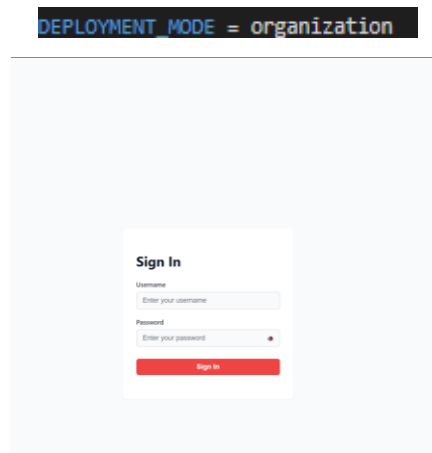 DEPLOYMENT_MODE = organization
Sign In
Username
Enter your username
Password
Enter your password
Sign In